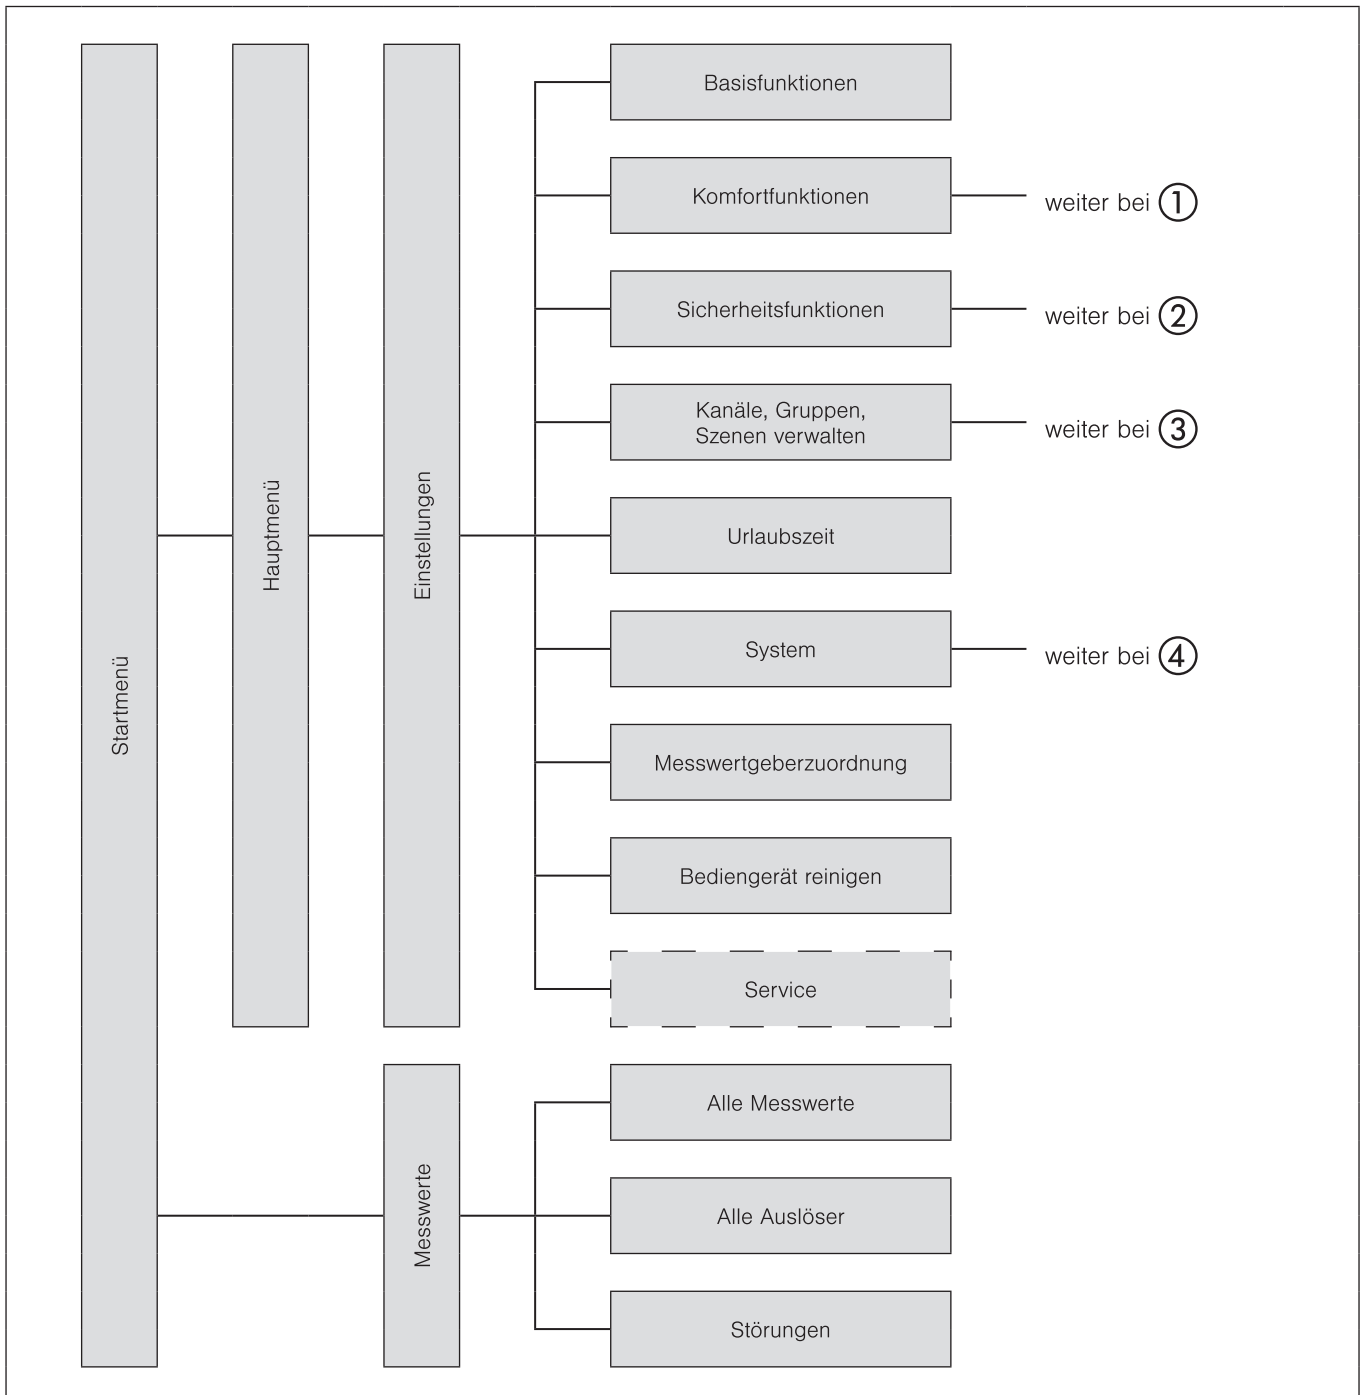 Startmenü
Hauptmenü
Einstellungen
Basisfunktionen
Komfortfunktionen
weiter bei 1
Sicherheitsfunktionen
weiter bei 2
Kanäle, Gruppen,
Szenen verwalten
weiter bei 3
Urlaubszeit
System
weiter bei 4
Messwertgeberzuordnung
Bediengerät reinigen
Service
Messwerte
Alle Messwerte
Alle Auslöser
Störungen